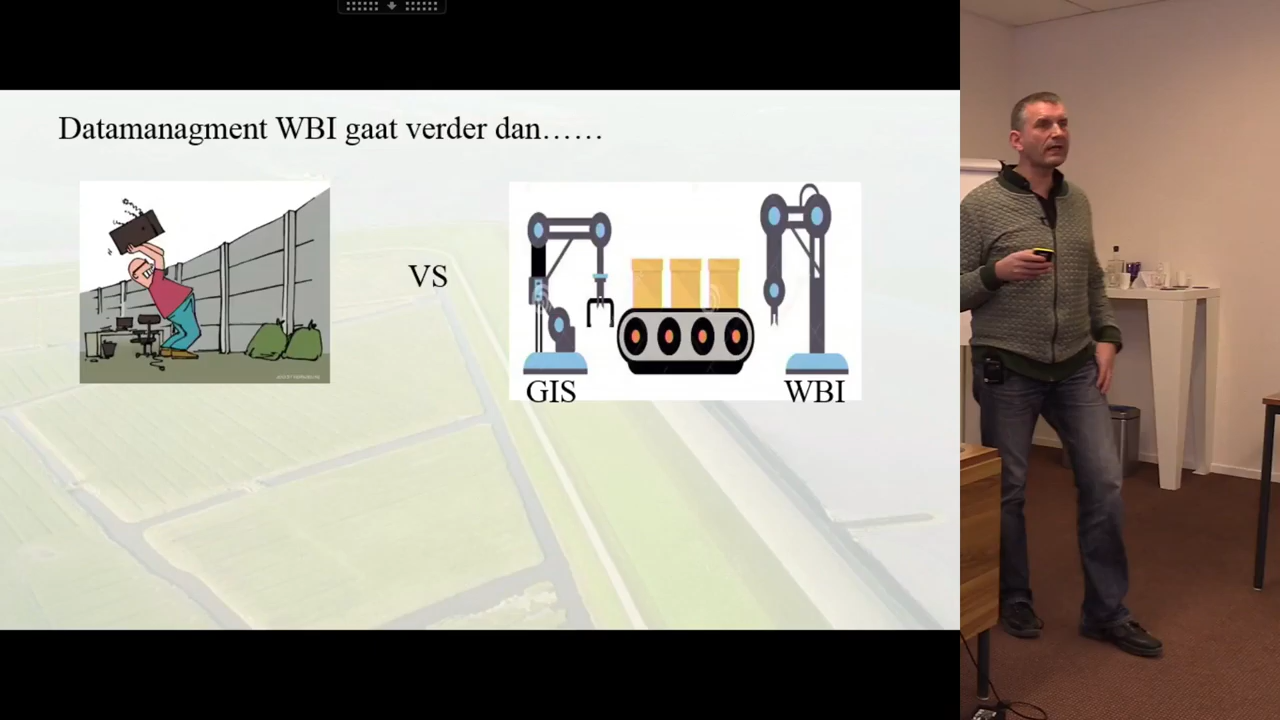 Datamanagment WBI gaat verder dan……
VS
GIS
WBI